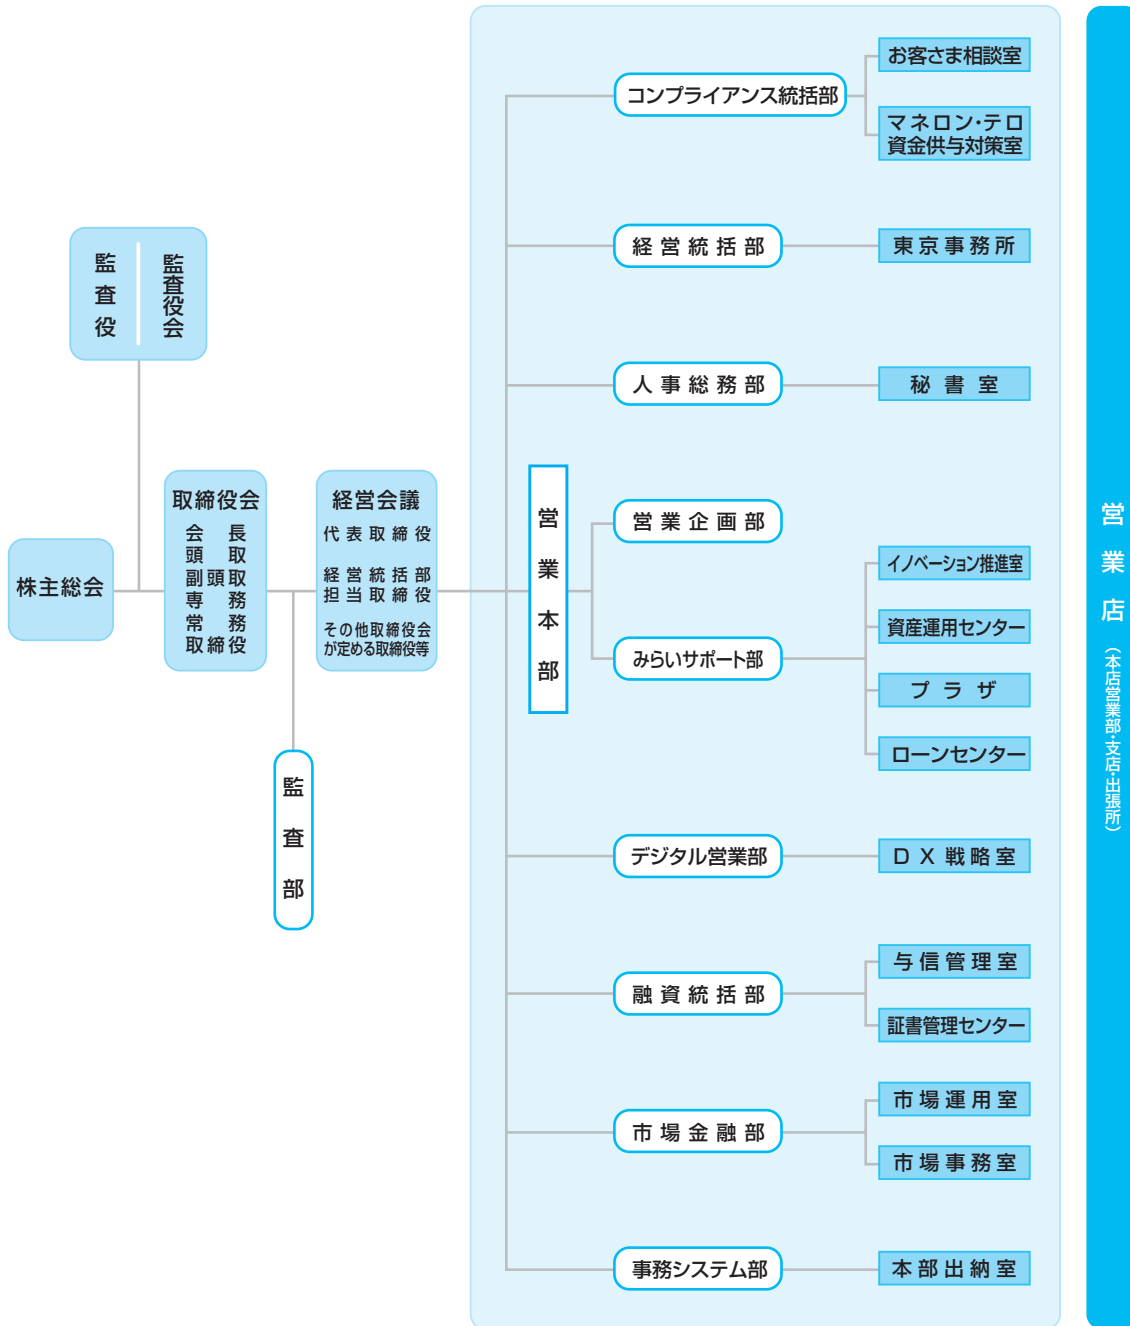 株主総会
監査役
監査役会
取締役会
会長
頭取
副頭取
専務
常務
取締役
監査部
経営会議
代表取締役
経営統括部
担当取締役
その他取締役会
が定める取締役等
コンプライアンス統括部
お客さま相談室
マネロン・テロ
資金供与対策室
経営統括部
東京事務所
人事総務部
秘書室
営業本部
営業企画部
みらいサポート部
イノベーション推進室
資産運用センター
プラザ
ローンセンター
デジタル営業部
DX戦略室
融資統括部
与信管理室
証書管理センター
市場金融部
市場運用室
市場事務室
事務システム部
本部出納室
営業店
（本店営業部・支店・出張所）